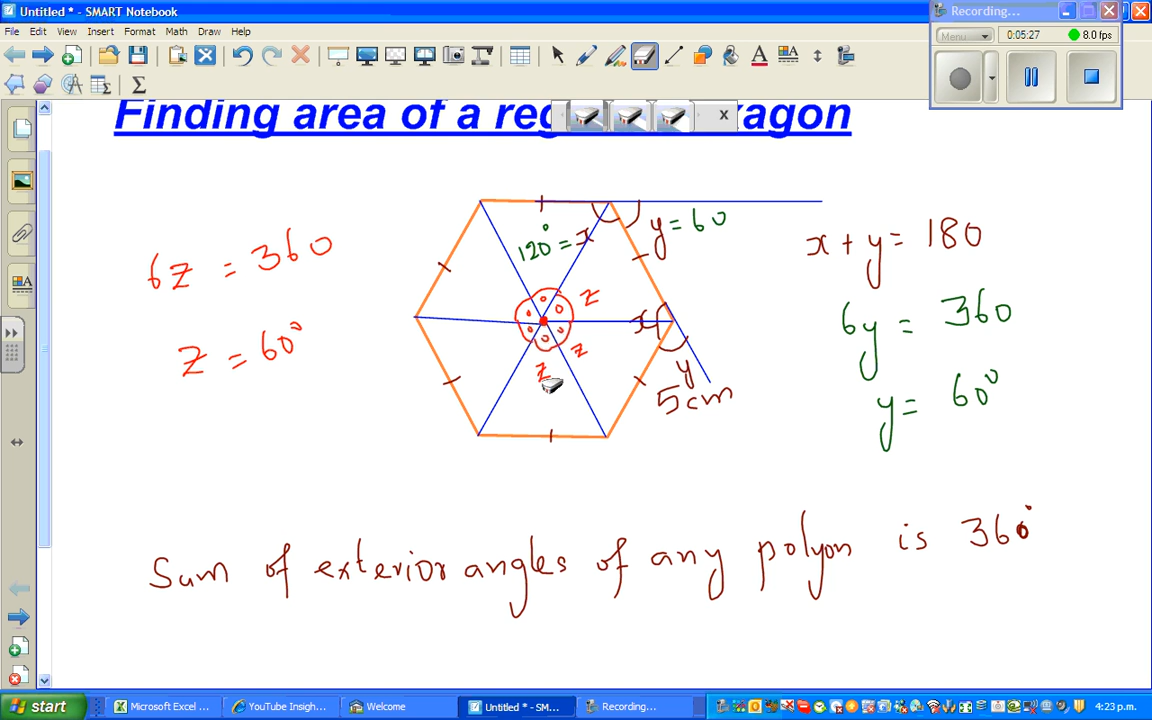 Untitled * - SMART Notebook
Recording...
File Edit View Insert Format Math Draw Help
Menu
0:05:27
8.0 fps
Finding area of a reg agon
x
6z = 360
z = 60°
120° = x
y = 60
z
z
z
x
y
5cm
x + y = 180
6y = 360
y = 60°
Sum of exterior angles of any polyon is 360°
start
Microsoft Excel ...
YouTube Insigh...
Welcome
Untitled * - SM...
Recording...
4:23 p.m.